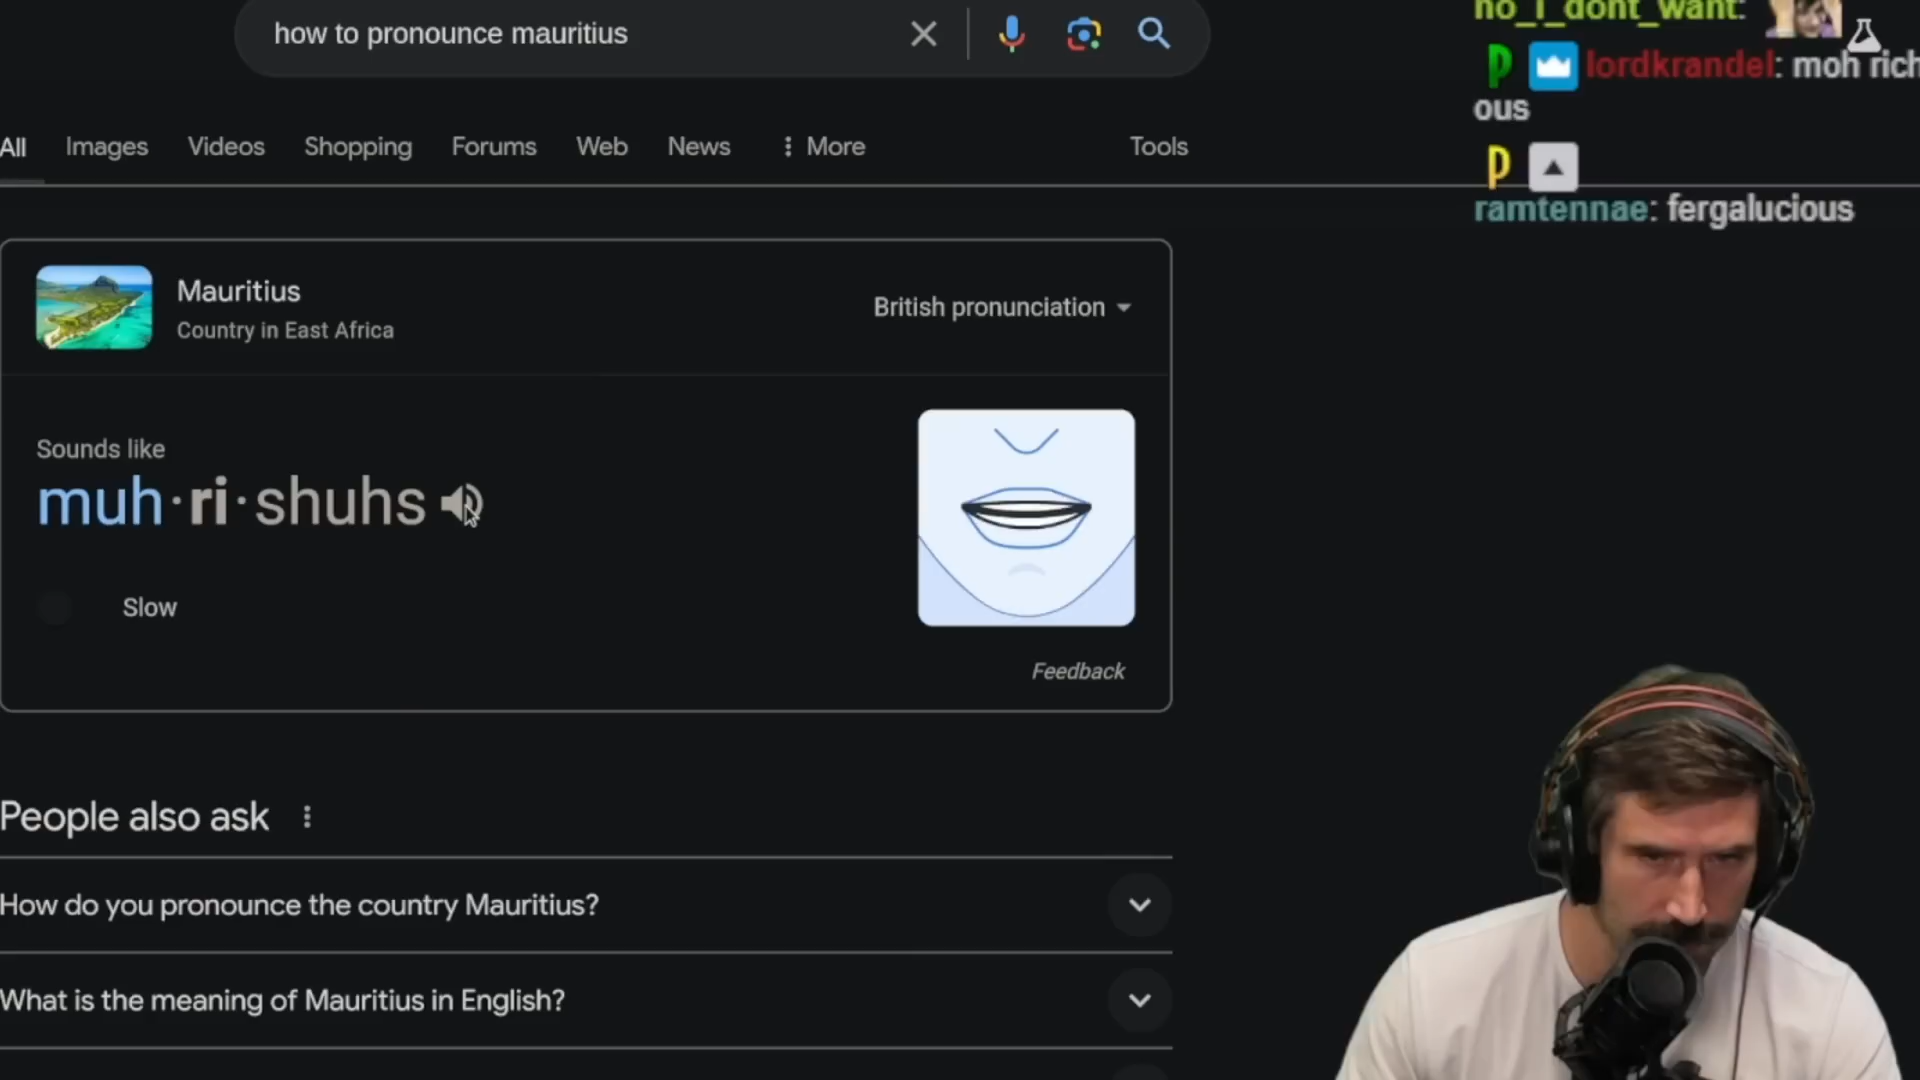 how to pronounce mauritius
no_i_dont_want:
lordkrandel: moh rich
ous
ramtennae: fergalucious
All Images Videos Shopping Forums Web News More Tools
Mauritius
Country in East Africa
British pronunciation
Sounds like
muh·ri·shuhs
Slow
Feedback
People also ask
How do you pronounce the country Mauritius?
What is the meaning of Mauritius in English?